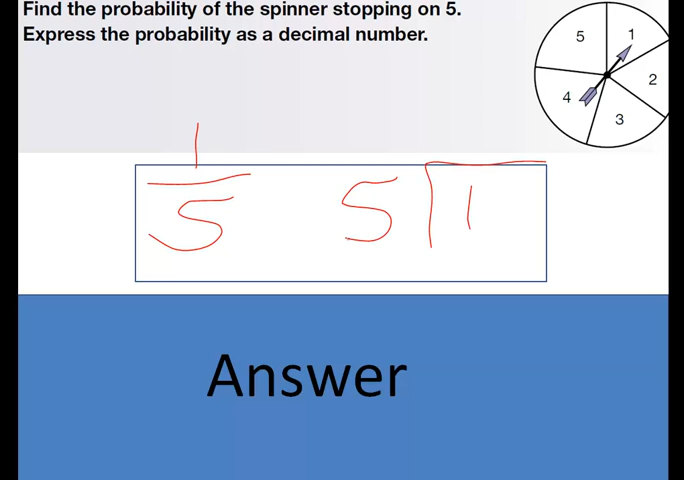 Find the probability of the spinner stopping on 5.
Express the probability as a decimal number.
5 1
4 2
3
1
5 5 1
Answer